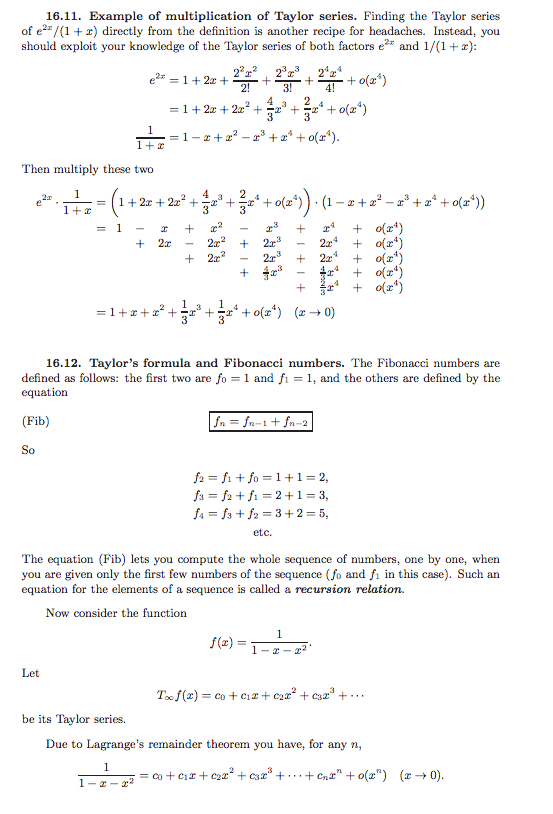 16.11. Example of multiplication of Taylor series. Finding the Taylor series
of e^{2x}/(1 + x) directly from the definition is another recipe for headaches. Instead, you
should exploit your knowledge of the Taylor series of both factors e^{2x} and 1/(1 + x):
e^{2x} = 1 + 2x + \frac{2^2x^2}{2!} + \frac{2^3x^3}{3!} + \frac{2^4x^4}{4!} + o(x^4)
= 1 + 2x + 2x^2 + \frac{4}{3}x^3 + \frac{2}{3}x^4 + o(x^4)
\frac{1}{1 + x} = 1 − x + x^2 − x^3 + x^4 + o(x^4).
Then multiply these two
e^{2x} · \frac{1}{1 + x} = (1 + 2x + 2x^2 + \frac{4}{3}x^3 + \frac{2}{3}x^4 + o(x^4)) · (1 − x + x^2 − x^3 + x^4 + o(x^4))
= 1 − x + x^2 − x^3 + x^4 + o(x^4)
+ 2x − 2x^2 + 2x^3 − 2x^4 + o(x^4)
+ 2x^2 − 2x^3 + 2x^4 + o(x^4)
+ \frac{4}{3}x^3 − \frac{4}{3}x^4 + o(x^4)
+ \frac{2}{3}x^4 + o(x^4)
= 1 + x + x^2 + \frac{1}{3}x^3 + \frac{1}{3}x^4 + o(x^4) (x → 0)
16.12. Taylor's formula and Fibonacci numbers. The Fibonacci numbers are
defined as follows: the first two are f_0 = 1 and f_1 = 1, and the others are defined by the
equation
(Fib) f_n = f_{n−1} + f_{n−2}
So
f_2 = f_1 + f_0 = 1 + 1 = 2,
f_3 = f_2 + f_1 = 2 + 1 = 3,
f_4 = f_3 + f_2 = 3 + 2 = 5,
etc.
The equation (Fib) lets you compute the whole sequence of numbers, one by one, when
you are given only the first few numbers of the sequence (f_0 and f_1 in this case). Such an
equation for the elements of a sequence is called a recursion relation.
Now consider the function
f(x) = \frac{1}{1 − x − x^2}.
Let
T_∞f(x) = c_0 + c_1x + c_2x^2 + c_3x^3 + ···
be its Taylor series.
Due to Lagrange's remainder theorem you have, for any n,
\frac{1}{1 − x − x^2} = c_0 + c_1x + c_2x^2 + c_3x^3 + ··· + c_nx^n + o(x^n) (x → 0).